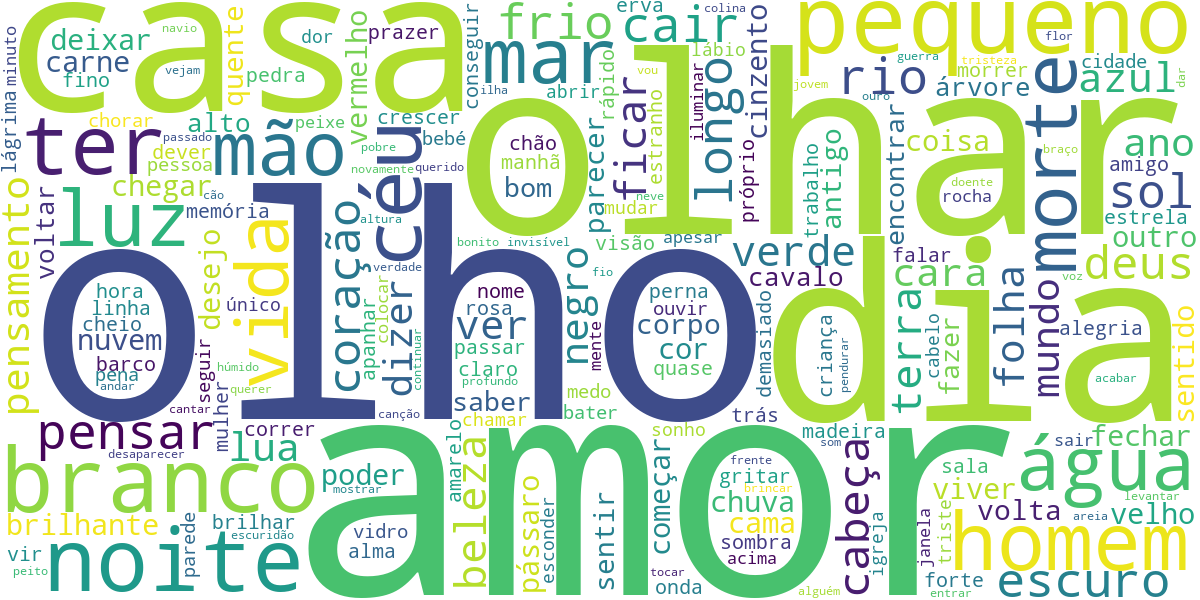 casa
olhar
pequeno
deixar
carne
fino
navio
dor
prazer
quente
vejam
pedra
vermelho
conseguir
frio
erva
cair
mar
ilha
abrir
rápido
lábio
colina
vou
iluminar
longo
cinzento
guerra
flor
tristeza
jovem
ouro
rio
morrer
árvore
cidade
azul
dar
lágrima
minuto
chorar
alto
passado
ter
dever
pessoa
chegar
mão
peixe
pobre
novamente
crescer
bebé
querido
céu
chão
manhã
bom
parecer
ficar
estranho
mudar
próprio
trabalho
antigo
encontrar
coisa
doente
rocha
braço
morte
ano
amigo
sol
estrela
outro
pensamento
voltar
luz
cão
memória
desejo
vida
único
coração
altura
verdade
dizer
bonito
invisível
neve
visão
apesar
verde
cavalo
falar
cara
voz
deus
olho
dia
hora
linha
cheio
nuvem
barco
pena
andar
seguir
húmido
querer
cantar
mulher
apanhar
colocar
continuar
canção
nome
rosa
ver
passar
claro
profundo
saber
chamar
mente
negro
fio
medo
bater
perna
ouvir
corpo
cor
quase
demasiado
trás
criança
pendurar
terra
cabelo
fazer
folha
mundo
alegria
acabar
sentido
pensar
desaparecer
correr
lua
branco
poder
mostrar
amarelo
beleza
sonho
começar
madeira
som
cabeça
sair
fechar
água
amor
frente
gritar
brincar
chuva
cama
sombra
acima
sala
viver
triste
janela
igreja
volta
areia
levantar
velho
brilhante
brilhar
escuridão
vidro
alma
vir
parede
peito
noite
pássaro
esconder
sentir
tocar
onda
alguém
forte
entrar
homem
escuro